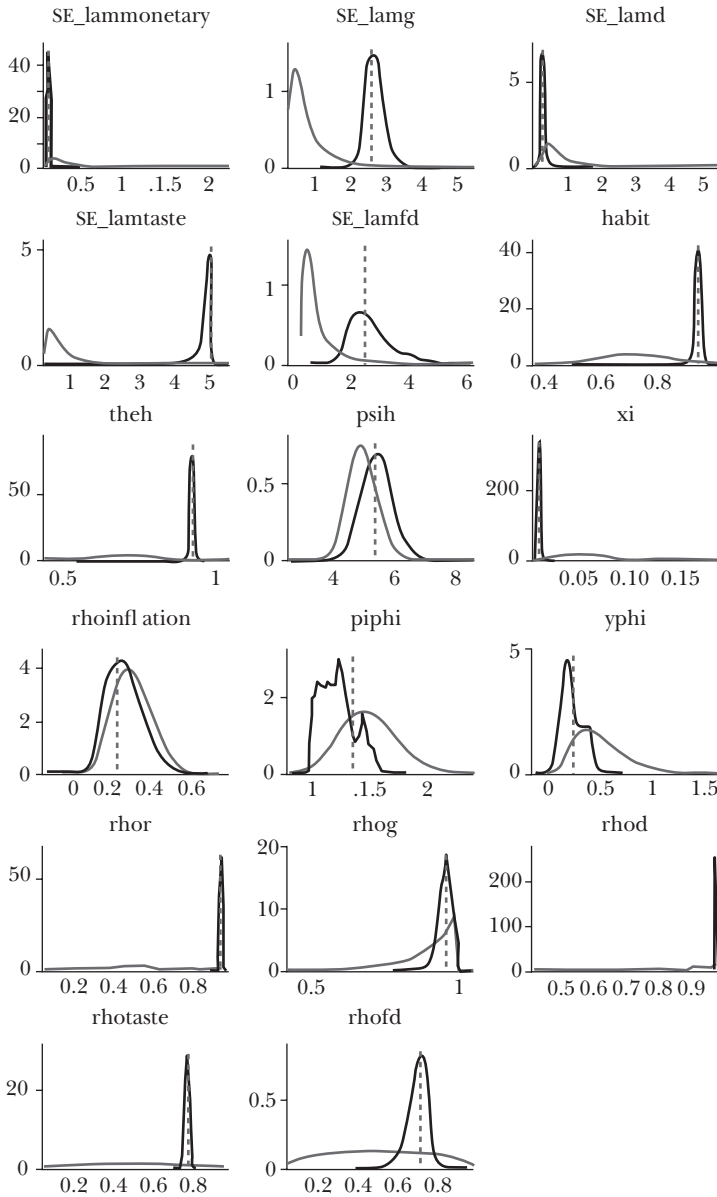 SE_lammonetary SE_lamg SE_lamd
40
30
20
0
0.5 1 .1.5 2
1
0
1 2 3 4 5
5
0
1 2 3 4 5
SE_lamtaste SE_lamfd habit
5
0
1 2 3 4 5
1
0
0 2 4 6
40
20
0
0.4 0.6 0.8
theh psih xi
50
0
0.5 1
0.5
0
4 6 8
200
0
0.05 0.10 0.15
rhoinfl ation piphi yphi
4
2
0
0 0.2 0.4 0.6
2
0
1 .1.5 2
5
0
0 0.5 1 1.5
rhor rhog rhod
50
0
0.2 0.4 0.6 0.8
20
10
0
0.5 1
200
100
0
0.5 0.6 0.7 0.8 0.9
rhotaste rhofd
20
0
0.2 0.4 0.6 0.8
0.5
0
0.2 0.4 0.6 0.8